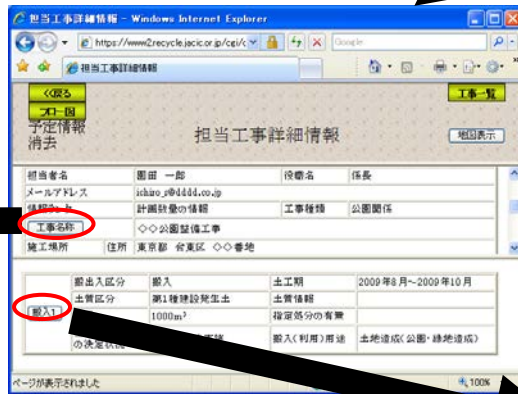 担当工事詳細情報 - Windows Internet Explorer
https://www2.recycle.jacic.or.jp/cgi/c
Google
担当工事詳細情報
<<戻る
フロー図
予定情報
消去
担当工事詳細情報
工事一覧
地図表示
担当者名 園田 一郎 役職名 係長
メールアドレス ichiro_s@dddd.co.jp
計画数量の情報 工事種類 公園関係
工事名称 ◇◇公園整備工事
施工場所 住所 東京都 台東区 ◇◇番地
搬入1
搬出入区分 搬入 土工期 2009年8月～2009年10月
土質区分 第1種建設発生土 土質情報
1000m³ 指定処分の有無
の決定状況 搬入(利用)用途 土地造成(公園・緑地造成)
ページが表示されました 100%